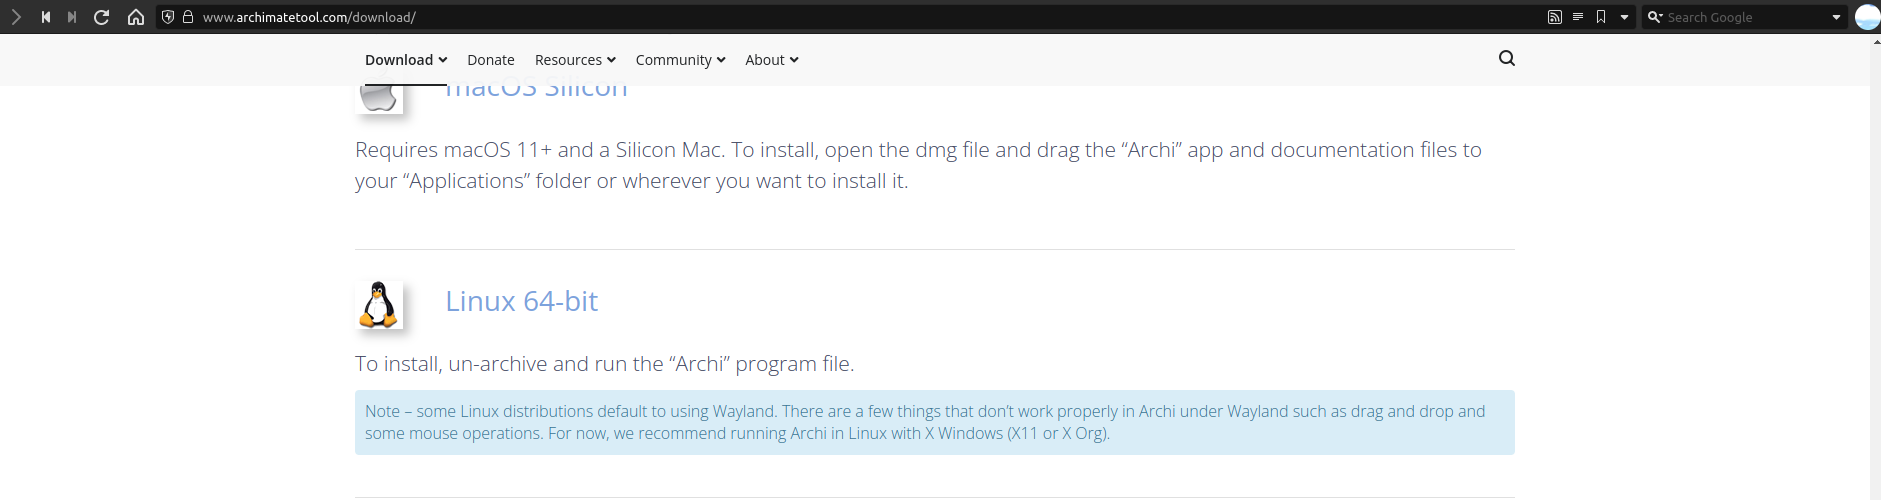 www.archimatetool.com/download/
Search Google
Download Donate Resources Community About
macOS Silicon
Requires macOS 11+ and a Silicon Mac. To install, open the dmg file and drag the “Archi” app and documentation files to
your “Applications” folder or wherever you want to install it.
Linux 64-bit
To install, un-archive and run the “Archi” program file.
Note – some Linux distributions default to using Wayland. There are a few things that don’t work properly in Archi under Wayland such as drag and drop and
some mouse operations. For now, we recommend running Archi in Linux with X Windows (X11 or X Org).